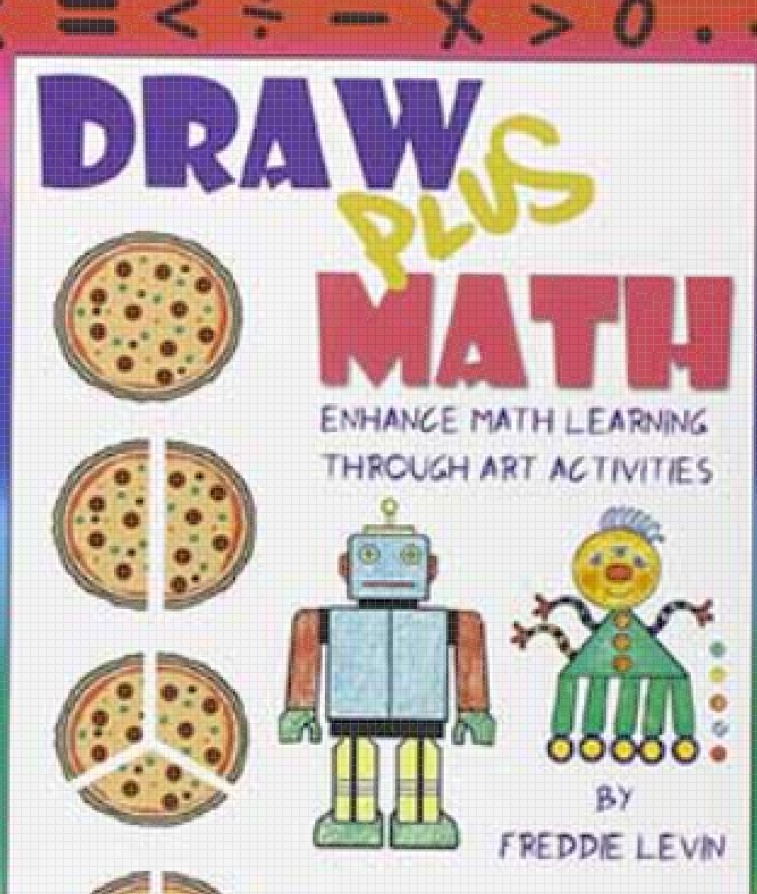 = < ÷ − × > 0 . .
DRAW
PLUS
MATH
ENHANCE MATH LEARNING
THROUGH ART ACTIVITIES
BY
FREDDIE LEVIN